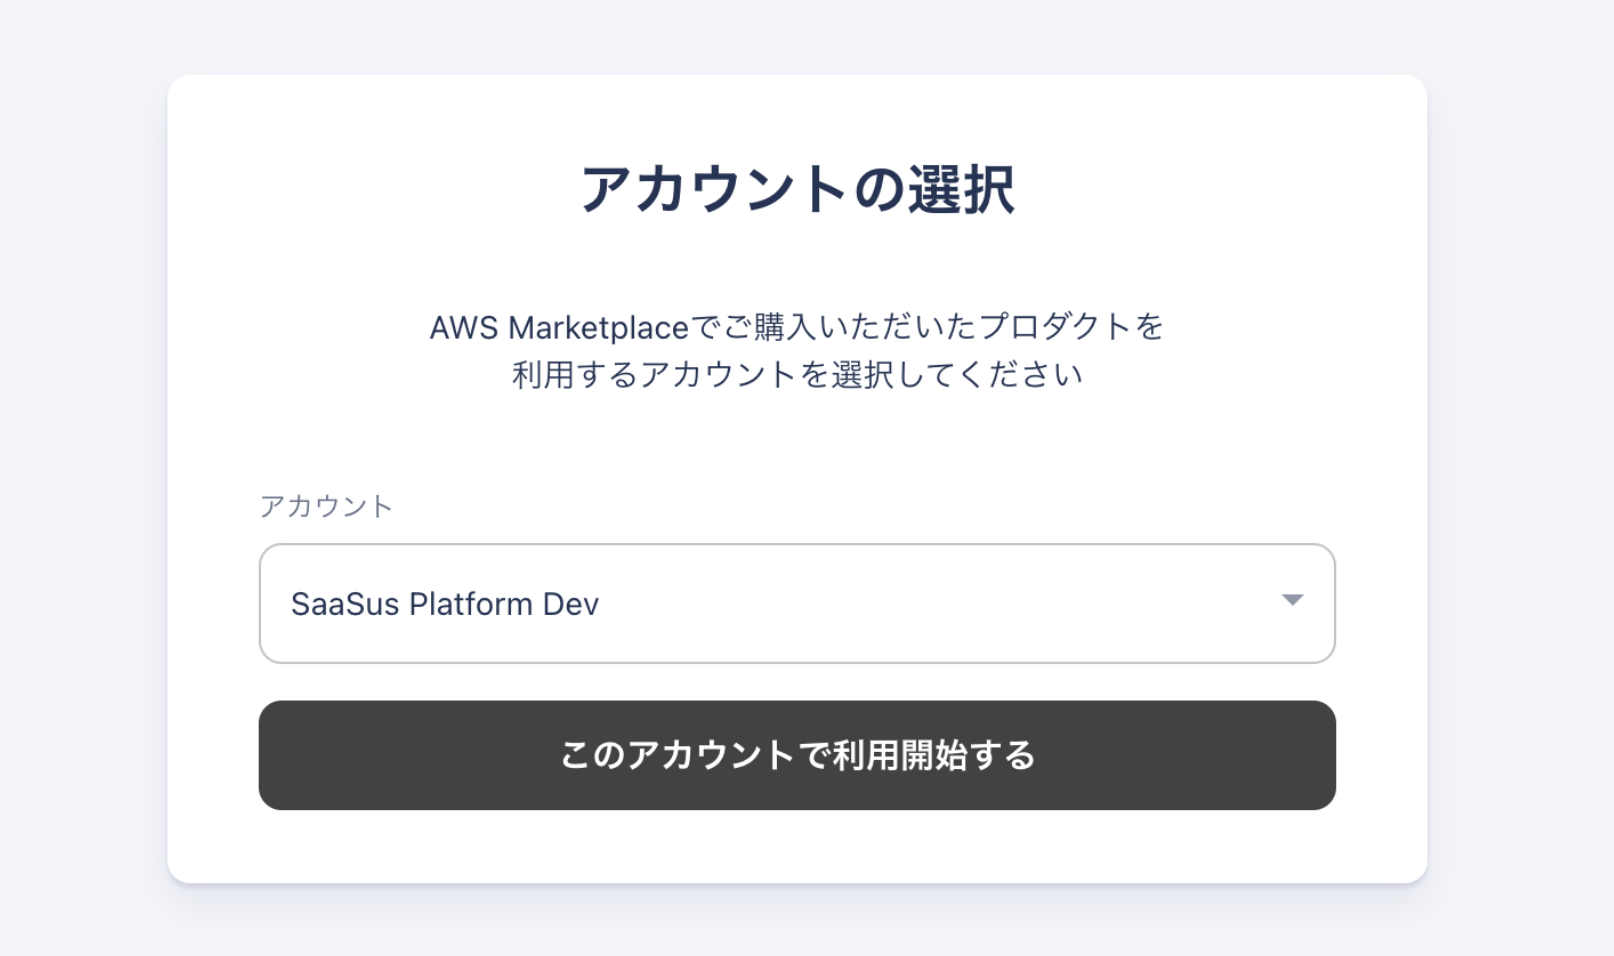 アカウントの選択
AWS Marketplaceでご購入いただいたプロダクトを
利用するアカウントを選択してください
アカウント
SaaSus Platform Dev
このアカウントで利用開始する